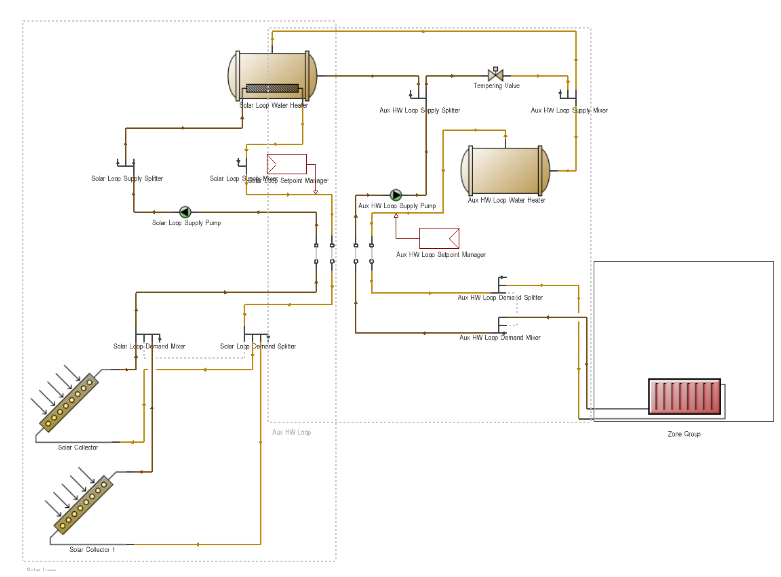 Solar Loop Water Heater
Tempering Valve
Aux HW Loop Supply Splitter
Aux HW Loop Supply Mixer
Solar Loop Supply Splitter
Solar Loop Supply Mixer
Solar Loop Setpoint Manager
Aux HW Loop Water Heater
Aux HW Loop Supply Pump
Solar Loop Supply Pump
Aux HW Loop Setpoint Manager
Aux HW Loop Demand Splitter
Aux HW Loop Demand Mixer
Solar Loop Demand Mixer
Solar Loop Demand Splitter
Aux HW Loop
Zone Group
Solar Collector
Solar Collector 1
Solar Loop